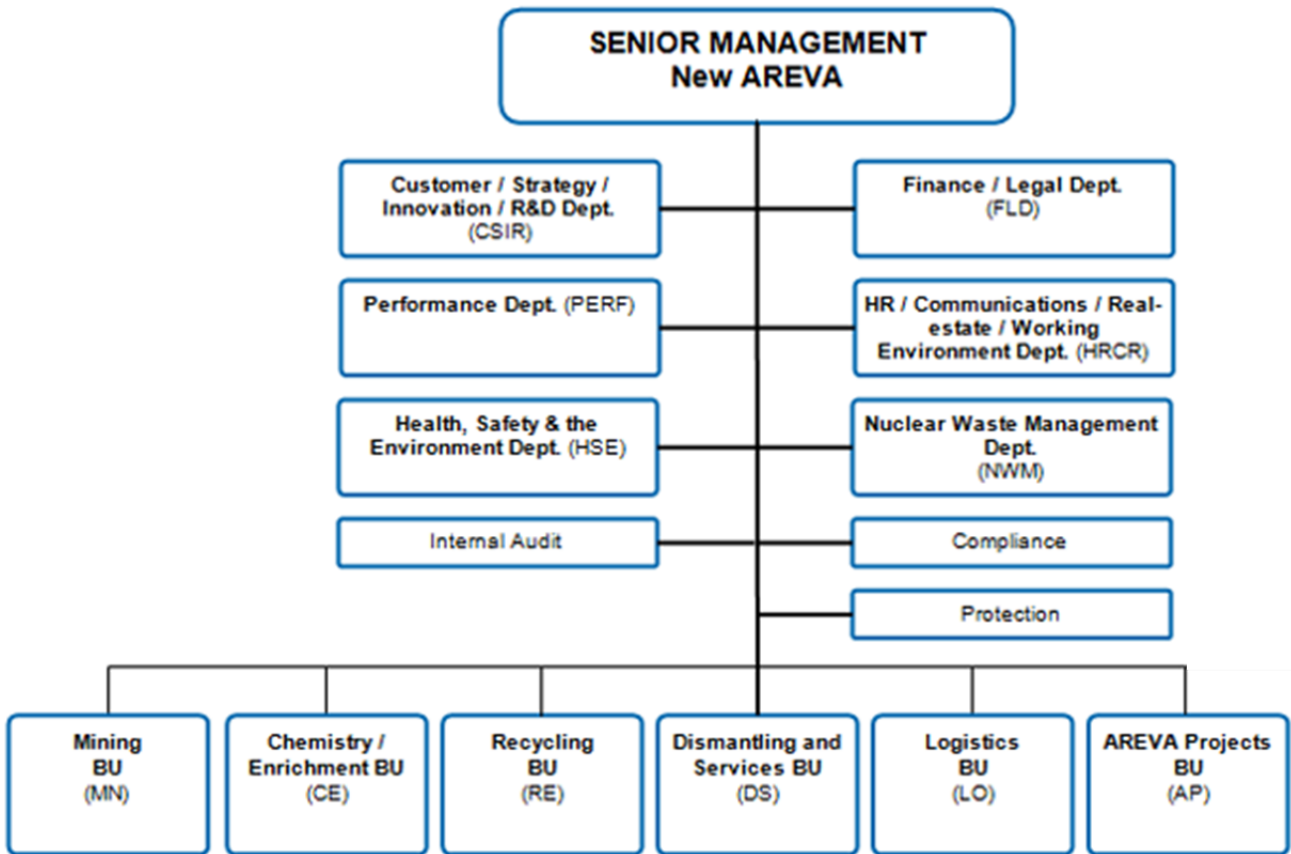 SENIOR MANAGEMENT
New AREVA
Customer / Strategy /
Innovation / R&D Dept.
(CSIR)
Finance / Legal Dept.
(FLD)
Performance Dept. (PERF)
HR / Communications / Real-
estate / Working
Environment Dept. (HRCR)
Health, Safety & the
Environment Dept. (HSE)
Nuclear Waste Management
Dept.
(NWM)
Internal Audit
Compliance
Protection
Mining
BU
(MN)
Chemistry /
Enrichment BU
(CE)
Recycling
BU
(RE)
Dismantling and
Services BU
(DS)
Logistics
BU
(LO)
AREVA Projects
BU
(AP)